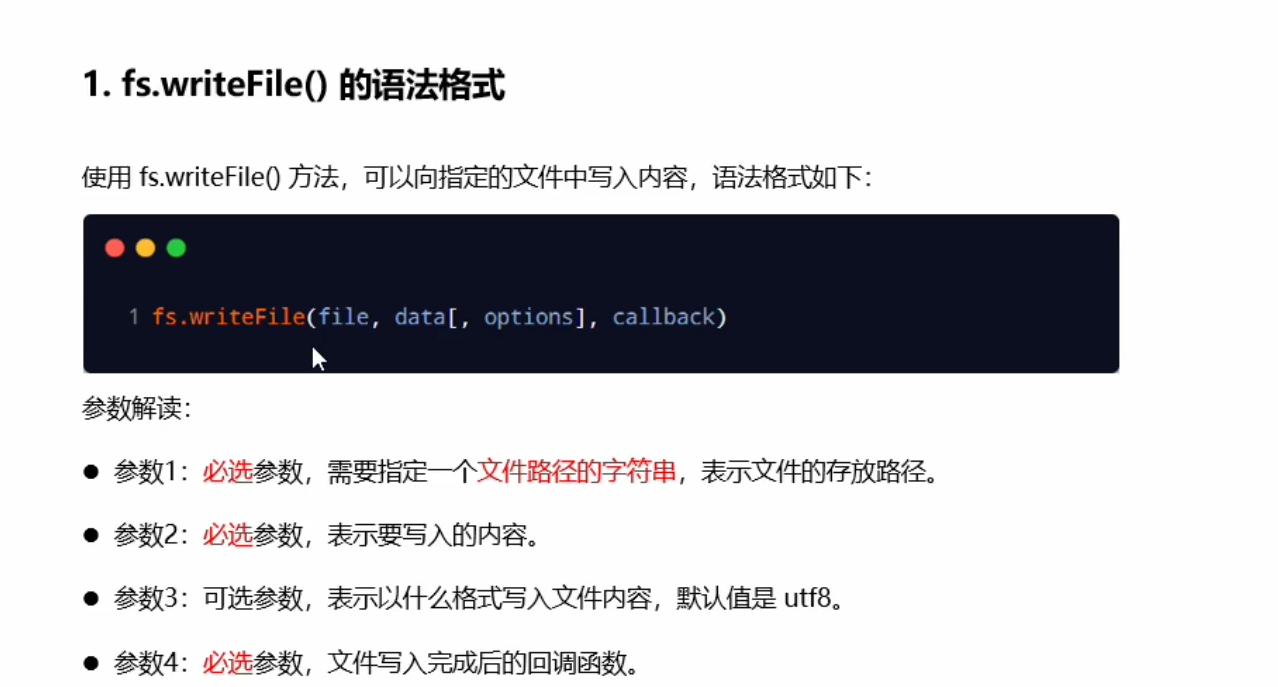 1. fs.writeFile() 的语法格式
使用 fs.writeFile() 方法，可以向指定的文件中写入内容，语法格式如下：
1 fs.writeFile(file, data[, options], callback)
参数解读：
● 参数1：必选参数，需要指定一个文件路径的字符串，表示文件的存放路径。
● 参数2：必选参数，表示要写入的内容。
● 参数3：可选参数，表示以什么格式写入文件内容，默认值是 utf8。
● 参数4：必选参数，文件写入完成后的回调函数。